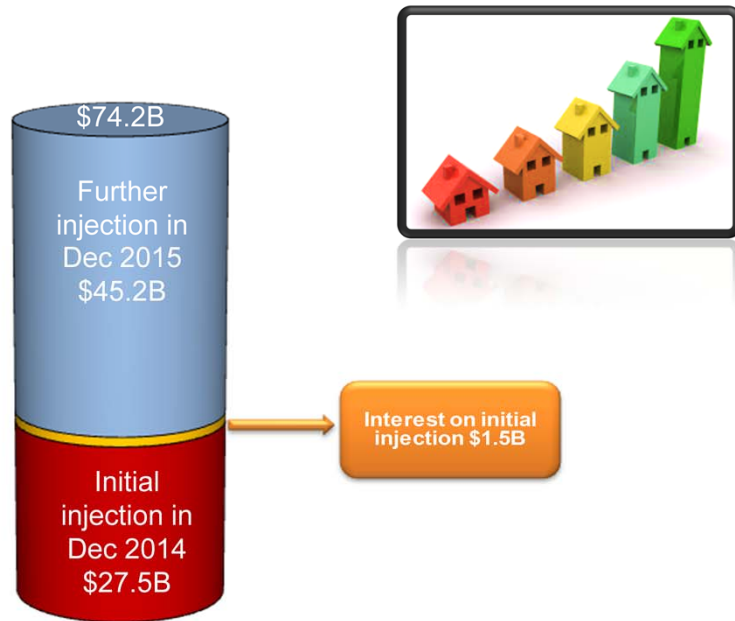 $74.2B
Further
injection in
Dec 2015
$45.2B
Interest on initial
injection $1.5B
Initial
injection in
Dec 2014
$27.5B